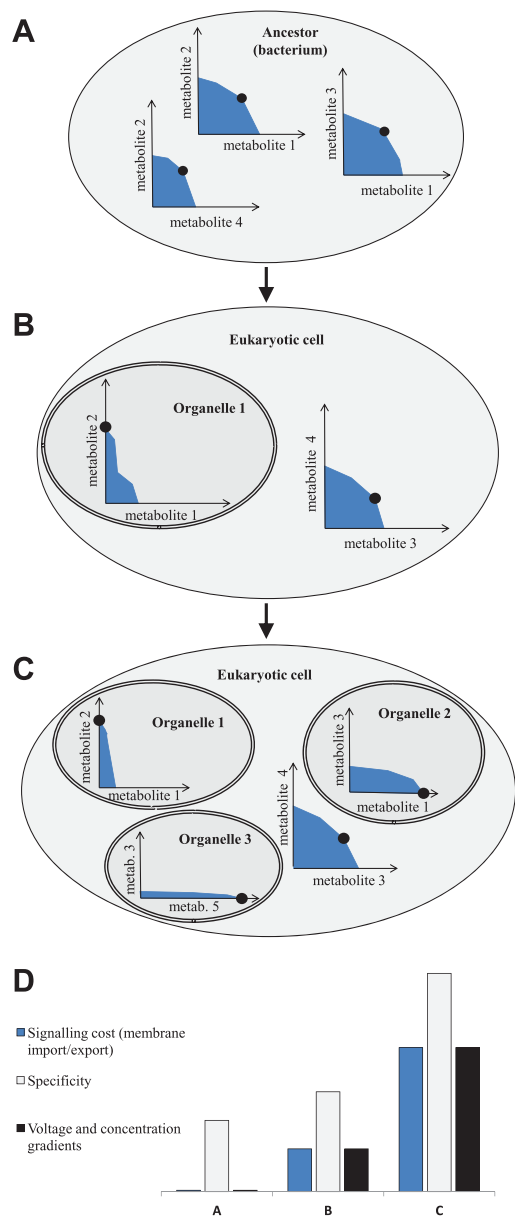 A
Ancestor
(bacterium)
metabolite 2
metabolite 1
metabolite 3
metabolite 1
metabolite 2
metabolite 4
B
Eukaryotic cell
Organelle 1
metabolite 2
metabolite 1
metabolite 4
metabolite 3
C
Eukaryotic cell
Organelle 1
metabolite 2
metabolite 1
Organelle 2
metabolite 3
metabolite 1
Organelle 3
metab. 3
metab. 5
metabolite 4
metabolite 3
D
Signalling cost (membrane
import/export)
Specificity
Voltage and concentration
gradients
A
B
C